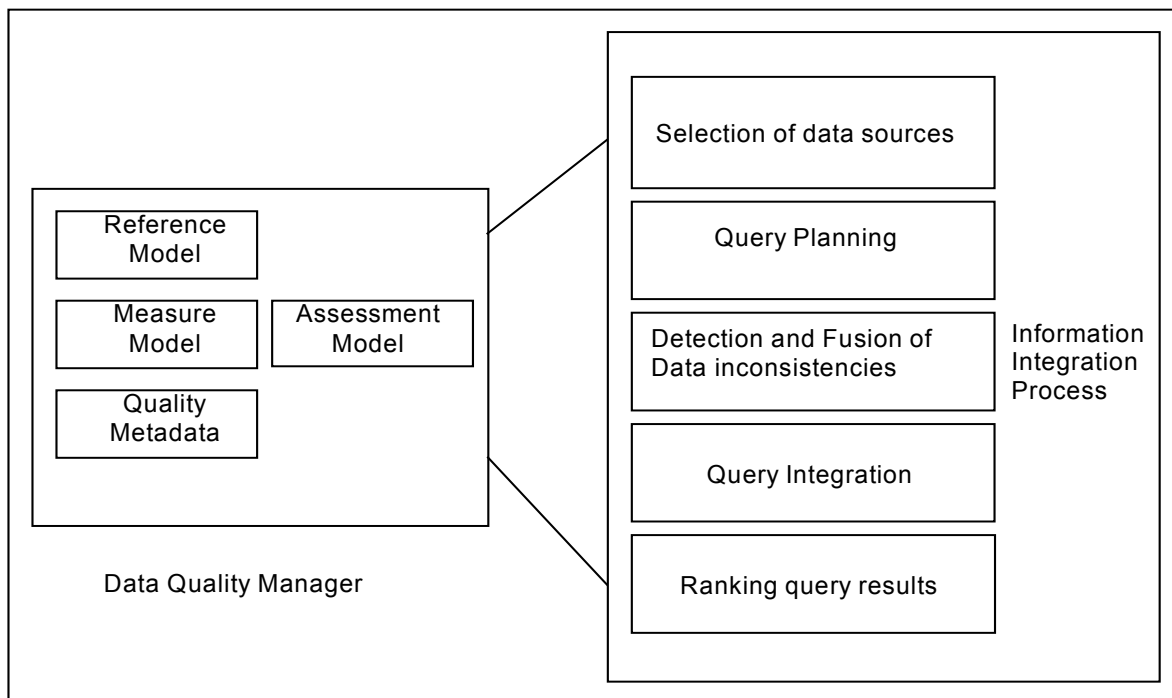 Reference
Model
Measure
Model
Assessment
Model
Quality
Metadata
Data Quality Manager
Selection of data sources
Query Planning
Detection and Fusion of
Data inconsistencies
Query Integration
Ranking query results
Information
Integration
Process